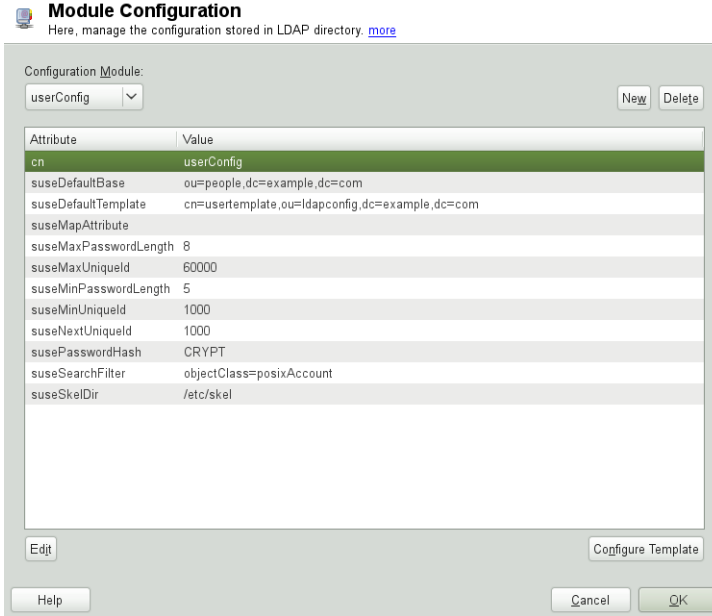 Module Configuration
Here, manage the configuration stored in LDAP directory. more
Configuration Module:
userConfig
New Delete
Attribute Value
cn userConfig
suseDefaultBase ou=people,dc=example,dc=com
suseDefaultTemplate cn=usertemplate,ou=ldapconfig,dc=example,dc=com
suseMapAttribute
suseMaxPasswordLength 8
suseMaxUniqueId 60000
suseMinPasswordLength 5
suseMinUniqueId 1000
suseNextUniqueId 1000
susePasswordHash CRYPT
suseSearchFilter objectClass=posixAccount
suseSkelDir /etc/skel
Edit Configure Template
Help Cancel OK